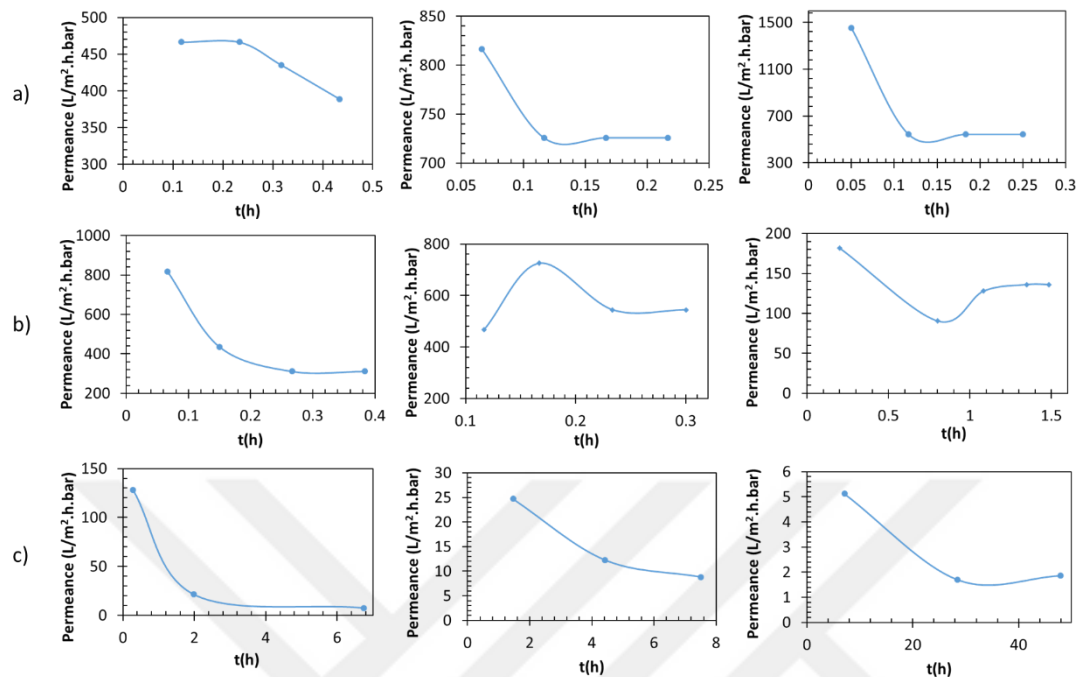 a)
Permeance (L/m².h.bar)
500
450
400
350
300
0 0.1 0.2 0.3 0.4 0.5
t(h)
Permeance (L/m².h.bar)
850
800
750
700
0.05 0.1 0.15 0.2 0.25
t(h)
Permeance (L/m².h.bar)
1500
1100
700
300
0 0.05 0.1 0.15 0.2 0.25 0.3
t(h)
b)
Permeance (L/m².h.bar)
1000
800
600
400
200
0 0.1 0.2 0.3 0.4
t(h)
Permeance (L/m².h.bar)
800
600
400
200
0.1 0.2 0.3
t(h)
Permeance (L/m².h.bar)
200
150
100
50
0
0 0.5 1 1.5
t(h)
c)
Permeance (L/m².h.bar)
150
100
50
0
0 2 4 6
t(h)
Permeance (L/m².h.bar)
30
25
20
15
10
5
0
0 2 4 6 8
t(h)
Permeance (L/m².h.bar)
6
5
4
3
2
1
0
0 20 40
t(h)